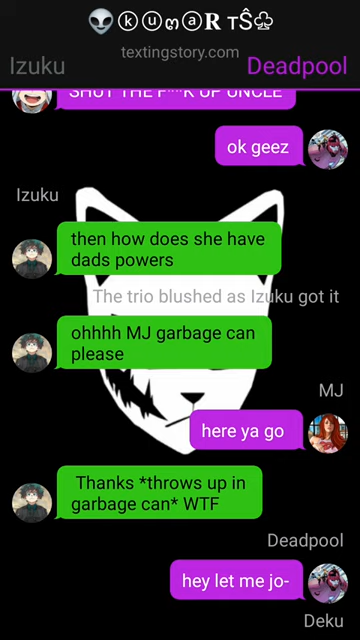 👽ⓀⓤനⓐR TŜ♧
textingstory.com
Izuku
Deadpool
SHUT THE F***K UP UNCLE
ok geez
Izuku
then how does she have
dads powers
The trio blushed as Izuku got it
ohhhh MJ garbage can
please
MJ
here ya go
Thanks *throws up in
garbage can* WTF
Deadpool
hey let me jo-
Deku